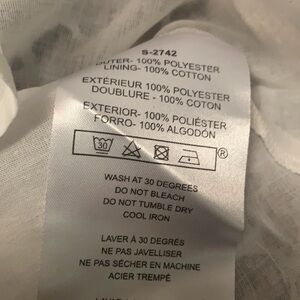 S-2742
OUTER- 100% POLYESTER
LINING- 100% COTTON
EXTÉRIEUR 100% POLYESTER
DOUBLURE - 100% COTON
EXTERIOR- 100% POLIÉSTER
FORRO- 100% ALGODÓN
30 ®
WASH AT 30 DEGREES
DO NOT BLEACH
DO NOT TUMBLE DRY
COOL IRON
LAVER À 30 DEGRÉS
NE PAS JAVELLISER
NE PAS SÉCHER EN MACHINE
ACIER TREMPÉ